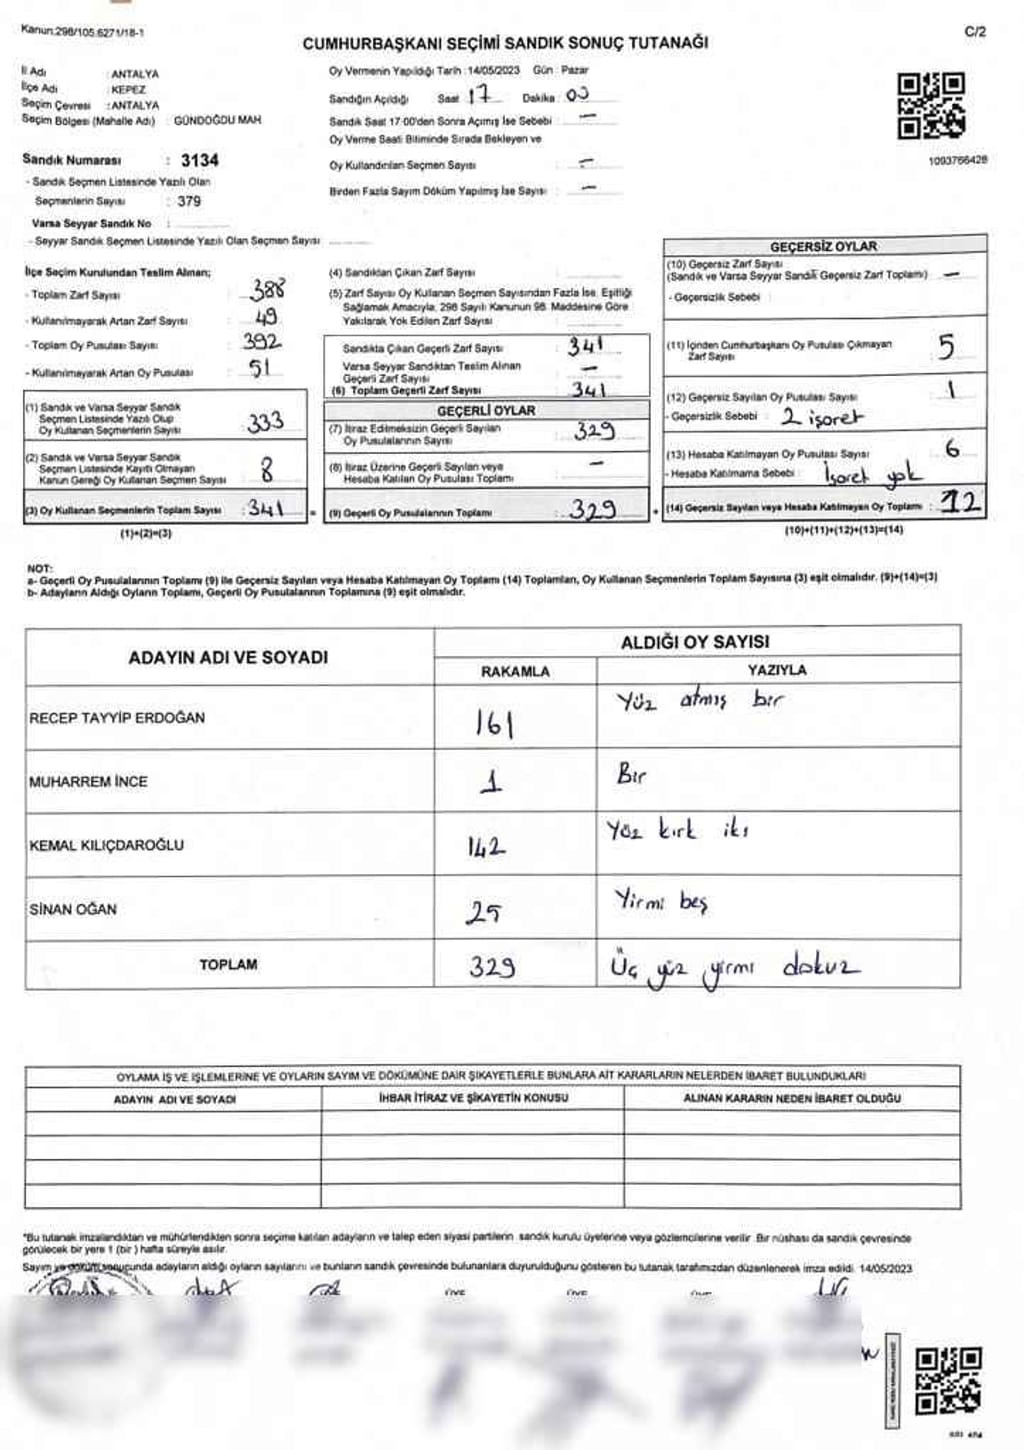 Kanun:298/105.6271/18-1
C/2
CUMHURBAŞKANI SEÇİMİ SANDIK SONUÇ TUTANAĞI
İl Adı : ANTALYA
İlçe Adı : KEPEZ
Seçim Çevresi : ANTALYA
Seçim Bölgesi (Mahalle Adı) : GÜNDOĞDU MAH
Sandık Numarası : 3134
- Sandık Seçmen Listesinde Yazılı Olan
Seçmenlerin Sayısı : 379
Varsa Seyyar Sandık No :
- Seyyar Sandık Seçmen Listesinde Yazılı Olan Seçmen Sayısı
Oy Vermenin Yapıldığı Tarih :14/05/2023 Gün : Pazar
Sandığın Açıldığı Saat 17 Dakika : 00
Sandık Saat 17:00'den Sonra Açımış İse Sebebi : —
Oy Verme Saati Bitiminde Sırada Bekleyen ve
Oy Kullandırılan Seçmen Sayısı : —
Birden Fazla Sayım Döküm Yapılmış İse Sayısı : —
1093766428
İlçe Seçim Kurulundan Teslim Alınan;
- Toplam Zarf Sayısı : 388
- Kullanılmayarak Artan Zarf Sayısı : 49
- Toplam Oy Pusulası Sayısı : 392
- Kullanılmayarak Artan Oy Pusulası : 51
(1) Sandık ve Varsa Seyyar Sandık
Seçmen Listesinde Yazılı Olup
Oy Kullanan Seçmenlerin Sayısı : 333
(2) Sandık ve Varsa Seyyar Sandık
Seçmen Listesinde Kayıtlı Olmayan
Kanun Gereği Oy Kullanan Seçmen Sayısı : 8
(3) Oy Kullanan Seçmenlerin Toplam Sayısı : 341 =
(1)+(2)=(3)
(4) Sandıktan Çıkan Zarf Sayısı :
(5) Zarf Sayısı Oy Kullanan Seçmen Sayısından Fazla İse, Eşitliği
Sağlamak Amacıyla, 298 Sayılı Kanunun 98. Maddesine Göre
Yakılarak Yok Edilen Zarf Sayısı :
Sandıkta Çıkan Geçerli Zarf Sayısı : 341
Varsa Seyyar Sandıktan Teslim Alınan
Geçerli Zarf Sayısı : —
(6) Toplam Geçerli Zarf Sayısı : 341
GEÇERLİ OYLAR
(7) İtiraz Edilmeksizin Geçerli Sayılan
Oy Pusulalarının Sayısı : 329
(8) İtiraz Üzerine Geçerli Sayılan veya
Hesaba Katılan Oy Pusulası Toplamı : —
(9) Geçerli Oy Pusulalarının Toplamı : 329 +
GEÇERSİZ OYLAR
(10) Geçersiz Zarf Sayısı
(Sandık ve Varsa Seyyar Sandık Geçersiz Zarf Toplamı) : —
- Geçersizlik Sebebi :
(11) İçinden Cumhurbaşkanı Oy Pusulası Çıkmayan
Zarf Sayısı : 5
(12) Geçersiz Sayılan Oy Pusulası Sayısı : 1
- Geçersizlik Sebebi : 2 işaret
(13) Hesaba Katılmayan Oy Pusulası Sayısı : 6
- Hesaba Katılmama Sebebi : İşaret yok
(14) Geçersiz Sayılan veya Hesaba Katılmayan Oy Toplamı : 12
(10)+(11)+(12)+(13)=(14)
NOT:
a- Geçerli Oy Pusulalarının Toplamı (9) ile Geçersiz Sayılan veya Hesaba Katılmayan Oy Toplamı (14) Toplamları, Oy Kullanan Seçmenlerin Toplam Sayısına (3) eşit olmalıdır. (9)+(14)=(3)
b- Adayların Aldığı Oyların Toplamı, Geçerli Oy Pusulalarının Toplamına (9) eşit olmalıdır.
ADAYIN ADI VE SOYADI
ALDIĞI OY SAYISI
RAKAMLA YAZIYLA
RECEP TAYYİP ERDOĞAN 161 Yüz atmış bir
MUHARREM İNCE 1 Bir
KEMAL KILIÇDAROĞLU 142 Yüz kırk iki
SİNAN OĞAN 25 Yirmi beş
TOPLAM 329 Üç yüz yirmi dokuz
OYLAMA İŞ VE İŞLEMLERİNE VE OYLARIN SAYIM VE DÖKÜMÜNE DAİR ŞİKAYETLERLE BUNLARA AİT KARARLARIN NELERDEN İBARET BULUNDUKLARI
ADAYIN ADI VE SOYADI İHBAR İTİRAZ VE ŞİKAYETİN KONUSU ALINAN KARARIN NEDEN İBARET OLDUĞU
*Bu tutanak imzalandıktan ve mühürlendikten sonra seçime katılan adayların ve talep eden siyasi partilerin sandık kurulu üyelerine veya gözlemcilerine verilir. Bir nüshası da sandık çevresinde
görülecek bir yere 1 (bir ) hafta süreyle asılır.
Sayım ve döküm sonucunda adayların aldığı oyların sayılarını ve bunların sandık çevresinde bulunanlara duyurulduğunu gösteren bu tutanak tarafımızdan düzenlenerek imza edildi. 14/05/2023